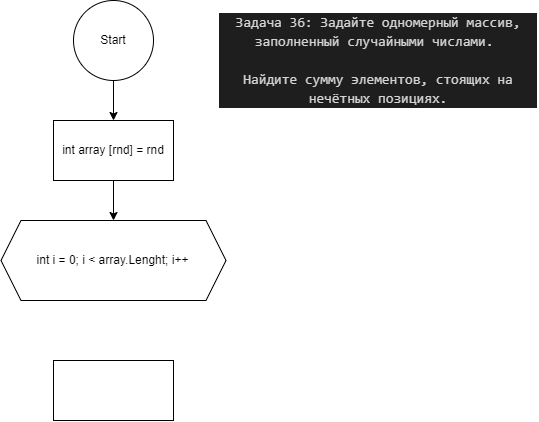 Start
Задача 36: Задайте одномерный массив,
заполненный случайными числами.
Найдите сумму элементов, стоящих на
нечётных позициях.
int array [rnd] = rnd
int i = 0; i < array.Lenght; i++